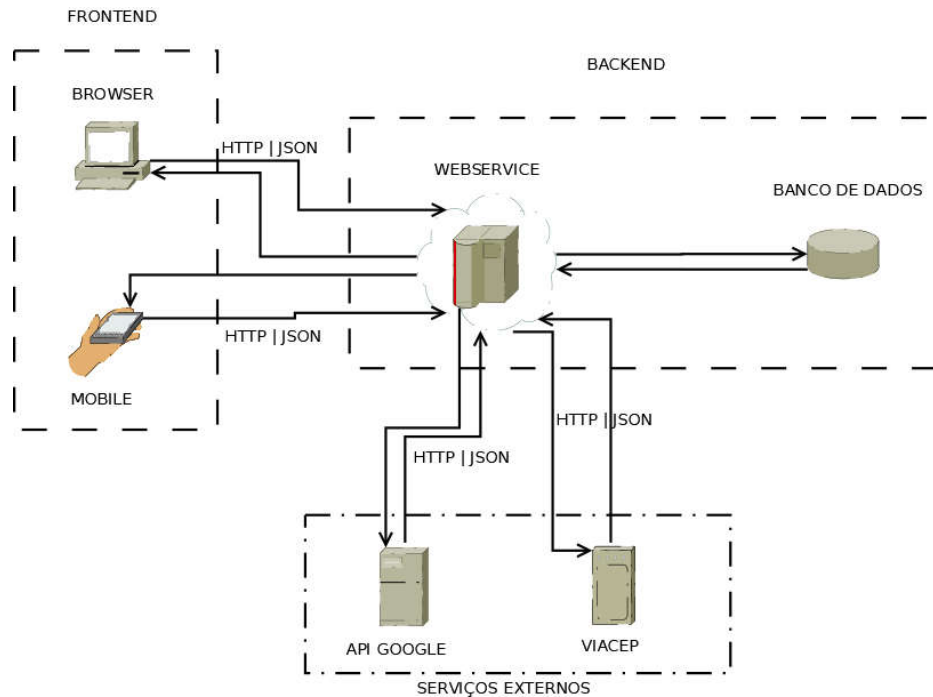 FRONTEND
BACKEND
BROWSER
HTTP | JSON
WEBSERVICE
BANCO DE DADOS
HTTP | JSON
MOBILE
HTTP | JSON
HTTP | JSON
API GOOGLE
VIACEP
SERVIÇOS EXTERNOS